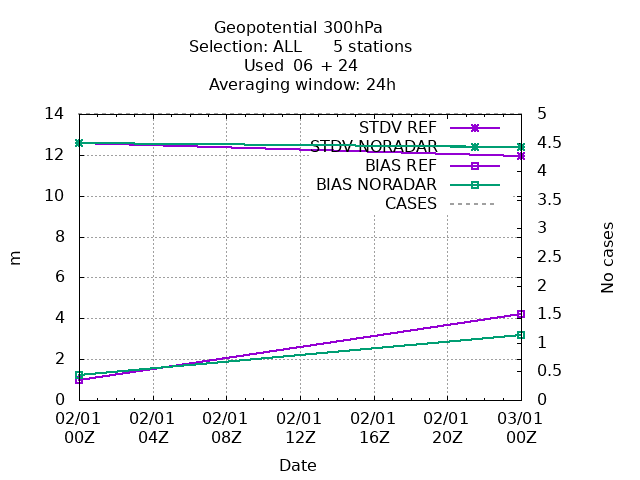 Geopotential 300hPa
Selection: ALL 5 stations
Used 06 + 24
Averaging window: 24h
14
12
10
8
6
4
2
0
m
5
4.5
4
3.5
3
2.5
2
1.5
1
0.5
0
No cases
STDV REF
STDV NORADAR
BIAS REF
BIAS NORADAR
CASES
02/01 02/01 02/01 02/01 02/01 02/01 03/01
00Z 04Z 08Z 12Z 16Z 20Z 00Z
Date